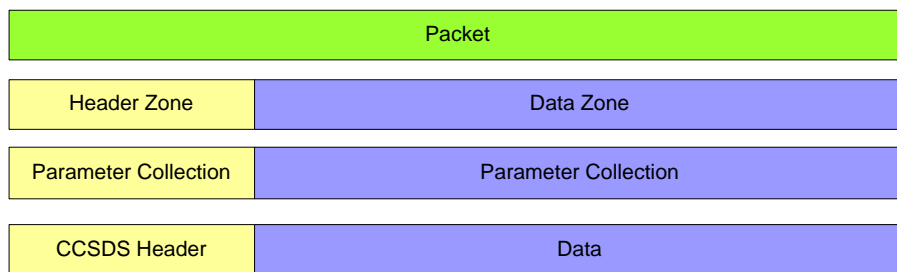 Packet
Header Zone
Data Zone
Parameter Collection
Parameter Collection
CCSDS Header
Data